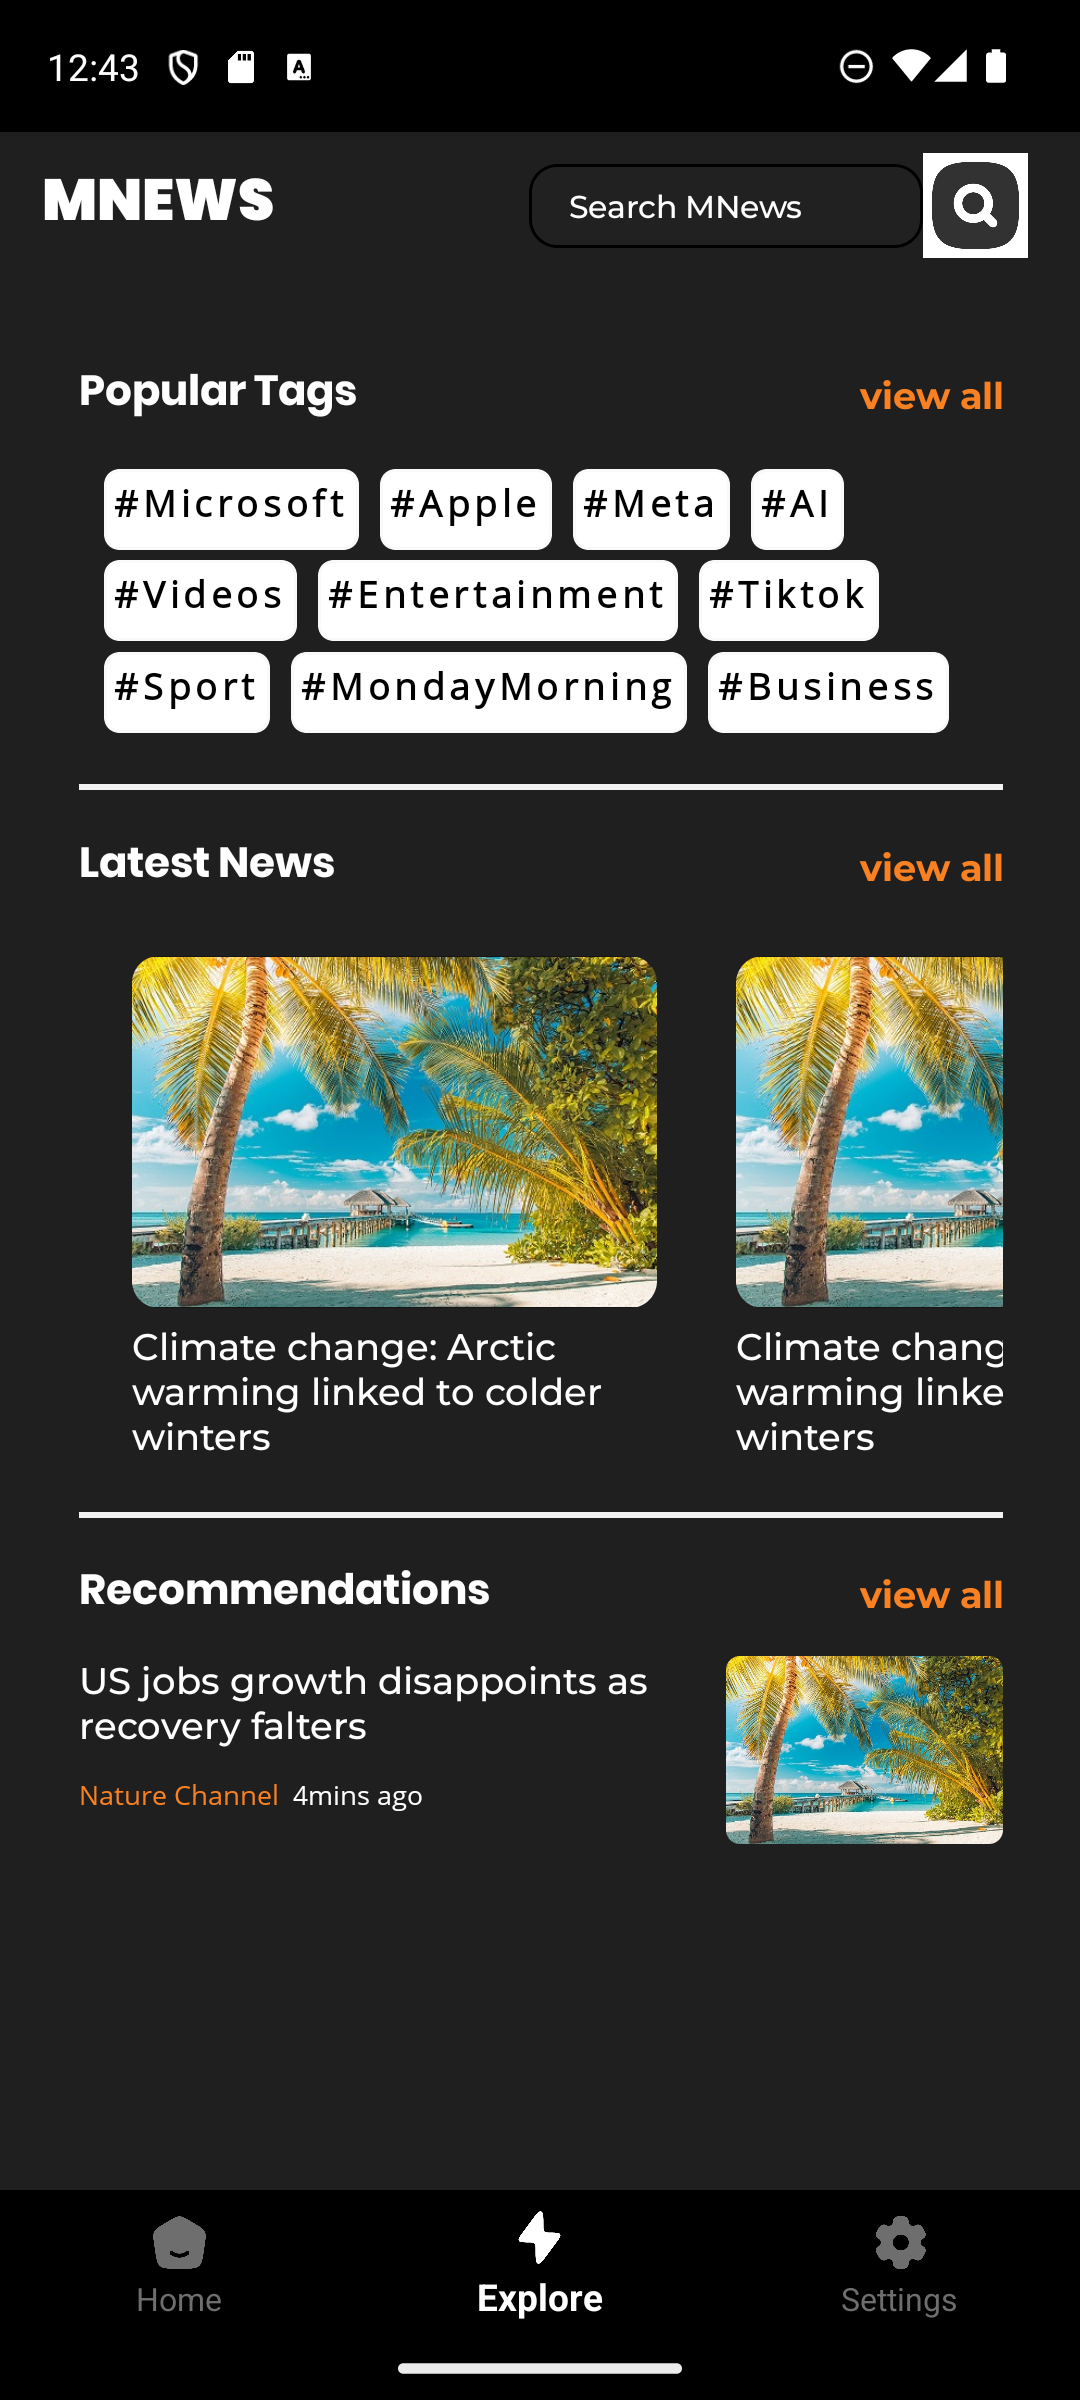 12:43
MNEWS
Search MNews
Popular Tags
view all
#Microsoft #Apple #Meta #AI
#Videos #Entertainment #Tiktok
#Sport #MondayMorning #Business
Latest News
view all
Climate change: Arctic
warming linked to colder
winters
Climate chang
warming linke
winters
Recommendations
view all
US jobs growth disappoints as
recovery falters
Nature Channel 4mins ago
Home
Explore
Settings